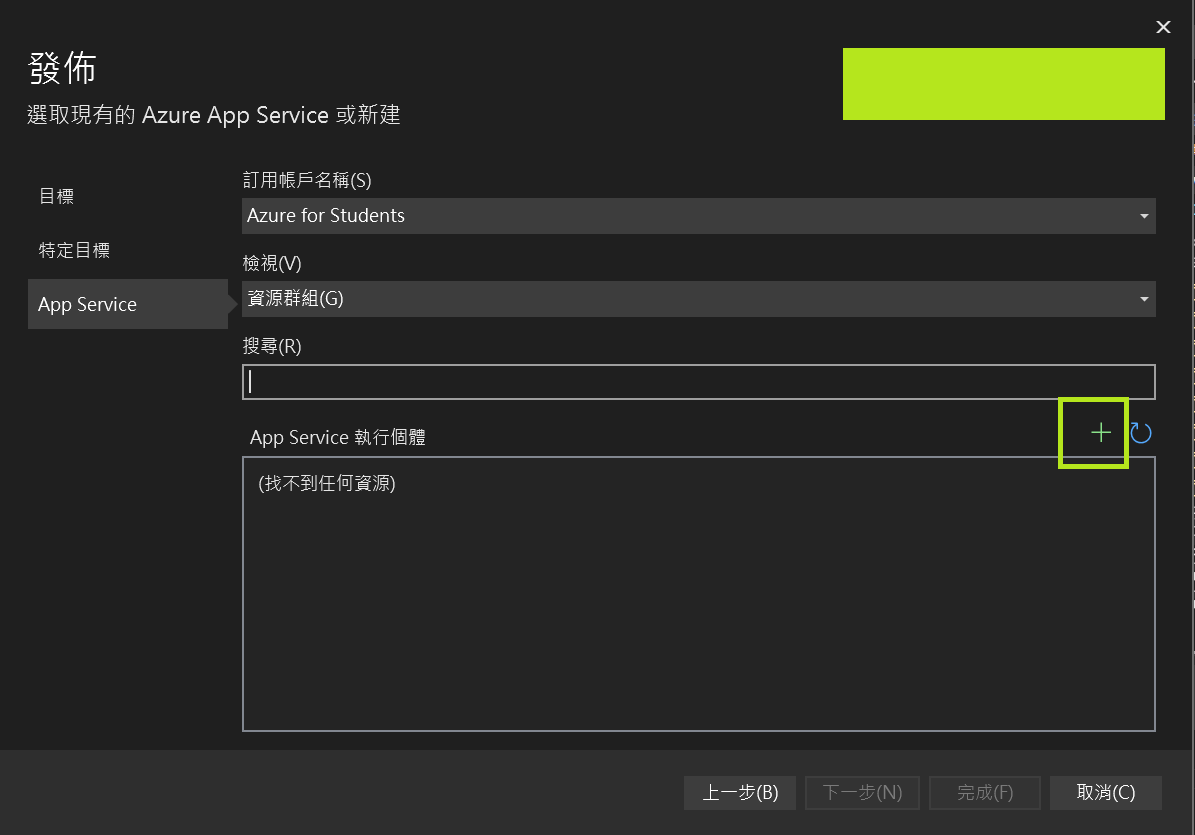 發佈
選取現有的 Azure App Service 或新建
目標
特定目標
App Service
訂用帳戶名稱(S)
Azure for Students
檢視(V)
資源群組(G)
搜尋(R)
App Service 執行個體
(找不到任何資源)
上一步(B)
下一步(N)
完成(F)
取消(C)